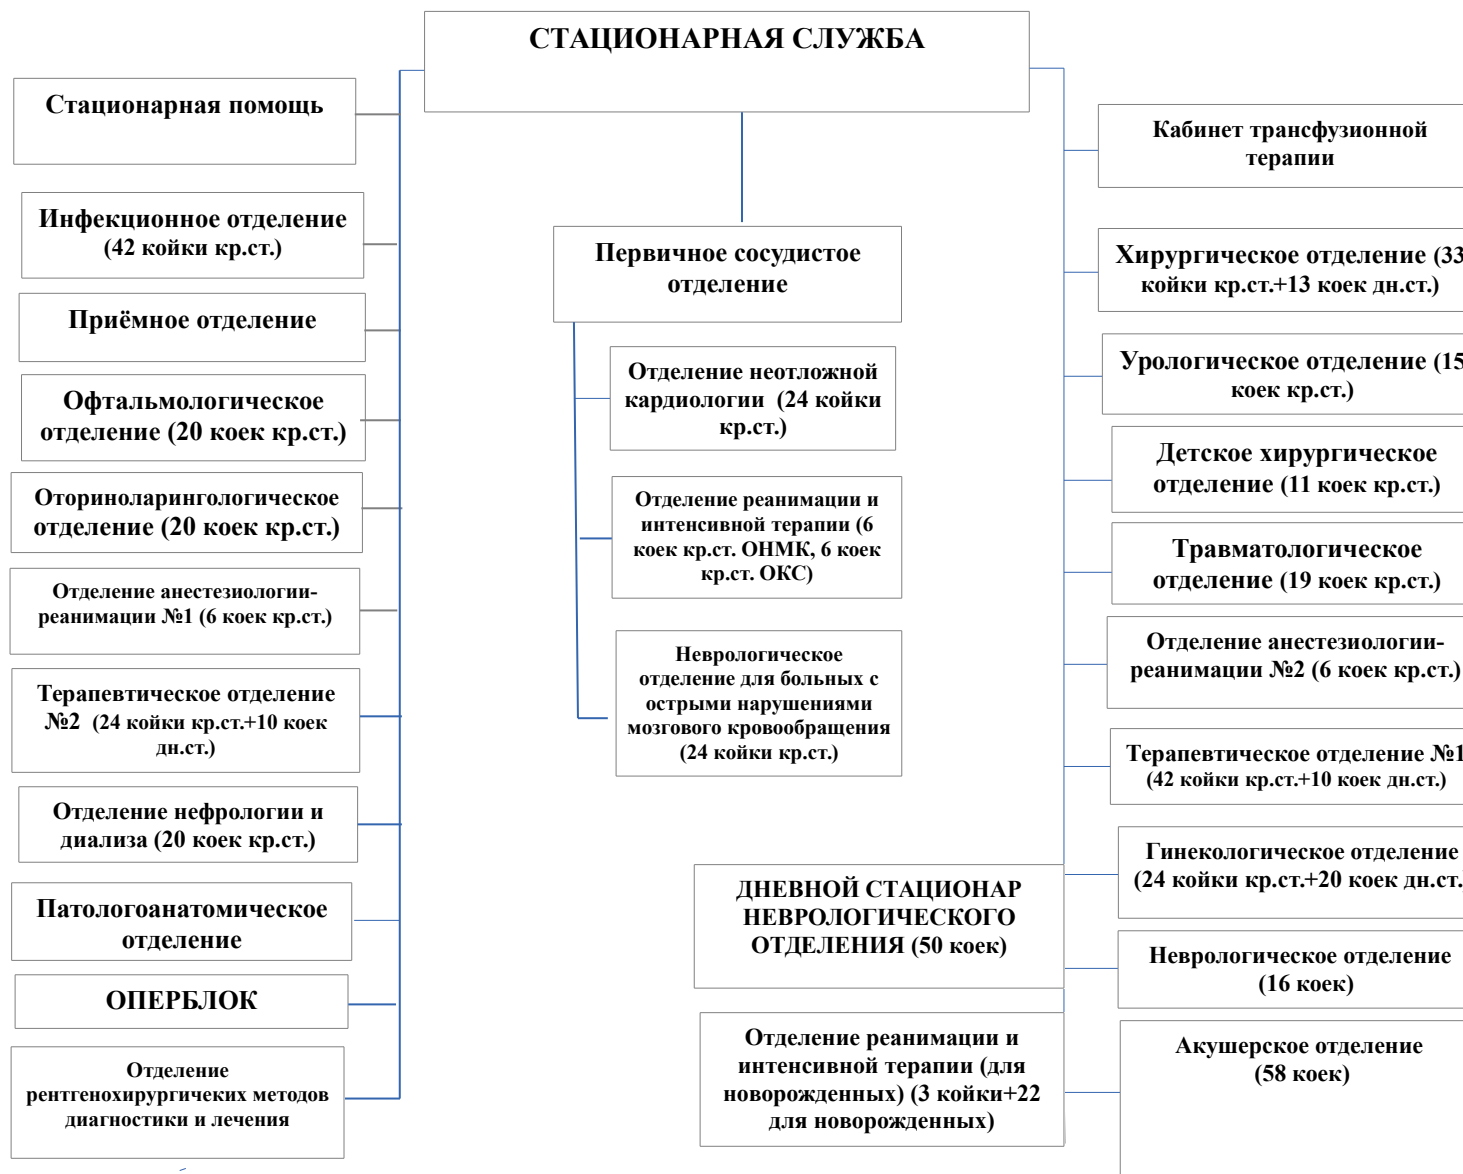 СТАЦИОНАРНАЯ СЛУЖБА
Стационарная помощь
Инфекционное отделение
(42 койки кр.ст.)
Приёмное отделение
Офтальмологическое
отделение (20 коек кр.ст.)
Оториноларингологическое
отделение (20 коек кр.ст.)
Отделение анестезиологии-
реанимации №1 (6 коек кр.ст.)
Терапевтическое отделение
№2 (24 койки кр.ст.+10 коек
дн.ст.)
Отделение нефрологии и
диализа (20 коек кр.ст.)
Патологоанатомическое
отделение
ОПЕРБЛОК
Отделение
рентгенохирургичеких методов
диагностики и лечения
Первичное сосудистое
отделение
Отделение неотложной
кардиологии (24 койки
кр.ст.)
Отделение реанимации и
интенсивной терапии (6
коек кр.ст. ОНМК, 6 коек
кр.ст. ОКС)
Неврологическое
отделение для больных с
острыми нарушениями
мозгового кровообращения
(24 койки кр.ст.)
ДНЕВНОЙ СТАЦИОНАР
НЕВРОЛОГИЧЕСКОГО
ОТДЕЛЕНИЯ (50 коек)
Отделение реанимации и
интенсивной терапии (для
новорожденных) (3 койки+22
для новорожденных)
Кабинет трансфузионной
терапии
Хирургическое отделение (33
койки кр.ст.+13 коек дн.ст.)
Урологическое отделение (15
коек кр.ст.)
Детское хирургическое
отделение (11 коек кр.ст.)
Травматологическое
отделение (19 коек кр.ст.)
Отделение анестезиологии-
реанимации №2 (6 коек кр.ст.)
Терапевтическое отделение №1
(42 койки кр.ст.+10 коек дн.ст.)
Гинекологическое отделение
(24 койки кр.ст.+20 коек дн.ст.
Неврологическое отделение
(16 коек)
Акушерское отделение
(58 коек)